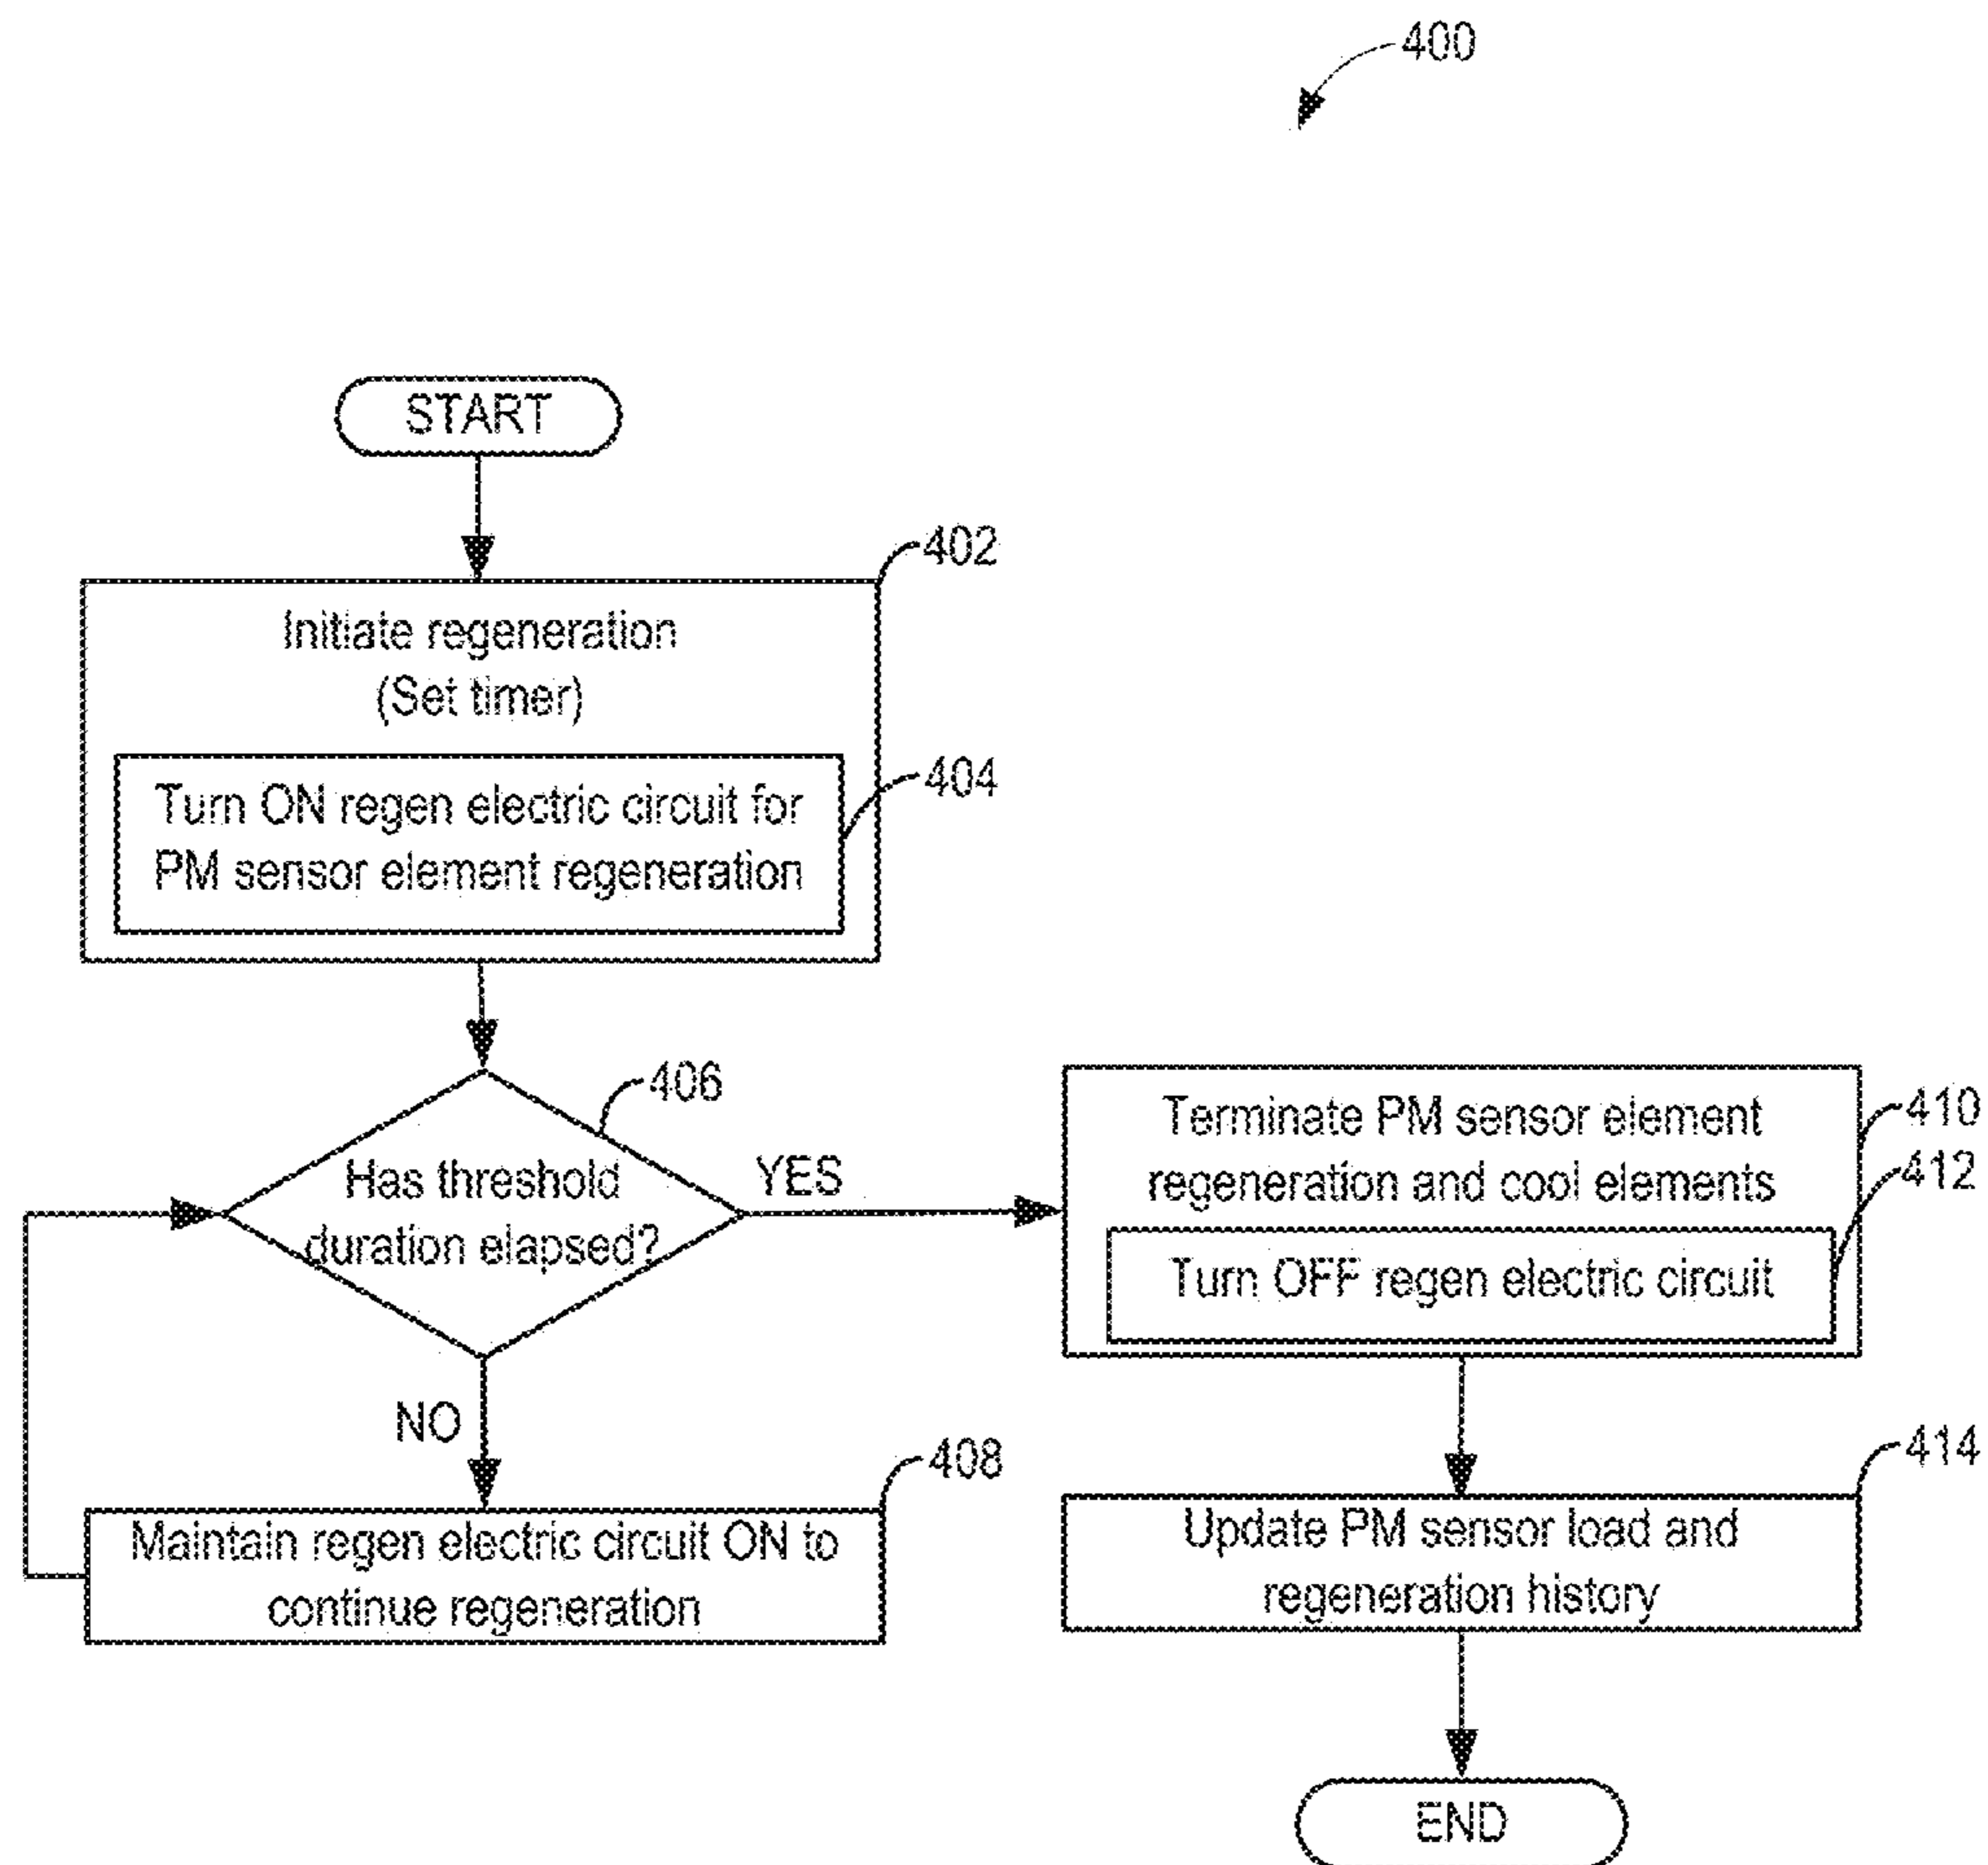 400
START
402
Initiate regeneration
(Set timer)
404
Turn ON regen electric circuit for
PM sensor element regeneration
406
Has threshold
duration elapsed?
YES
NO
408
Maintain regen electric circuit ON to
continue regeneration
410
Terminate PM sensor element
regeneration and cool elements
412
Turn OFF regen electric circuit
414
Update PM sensor load and
regeneration history
END